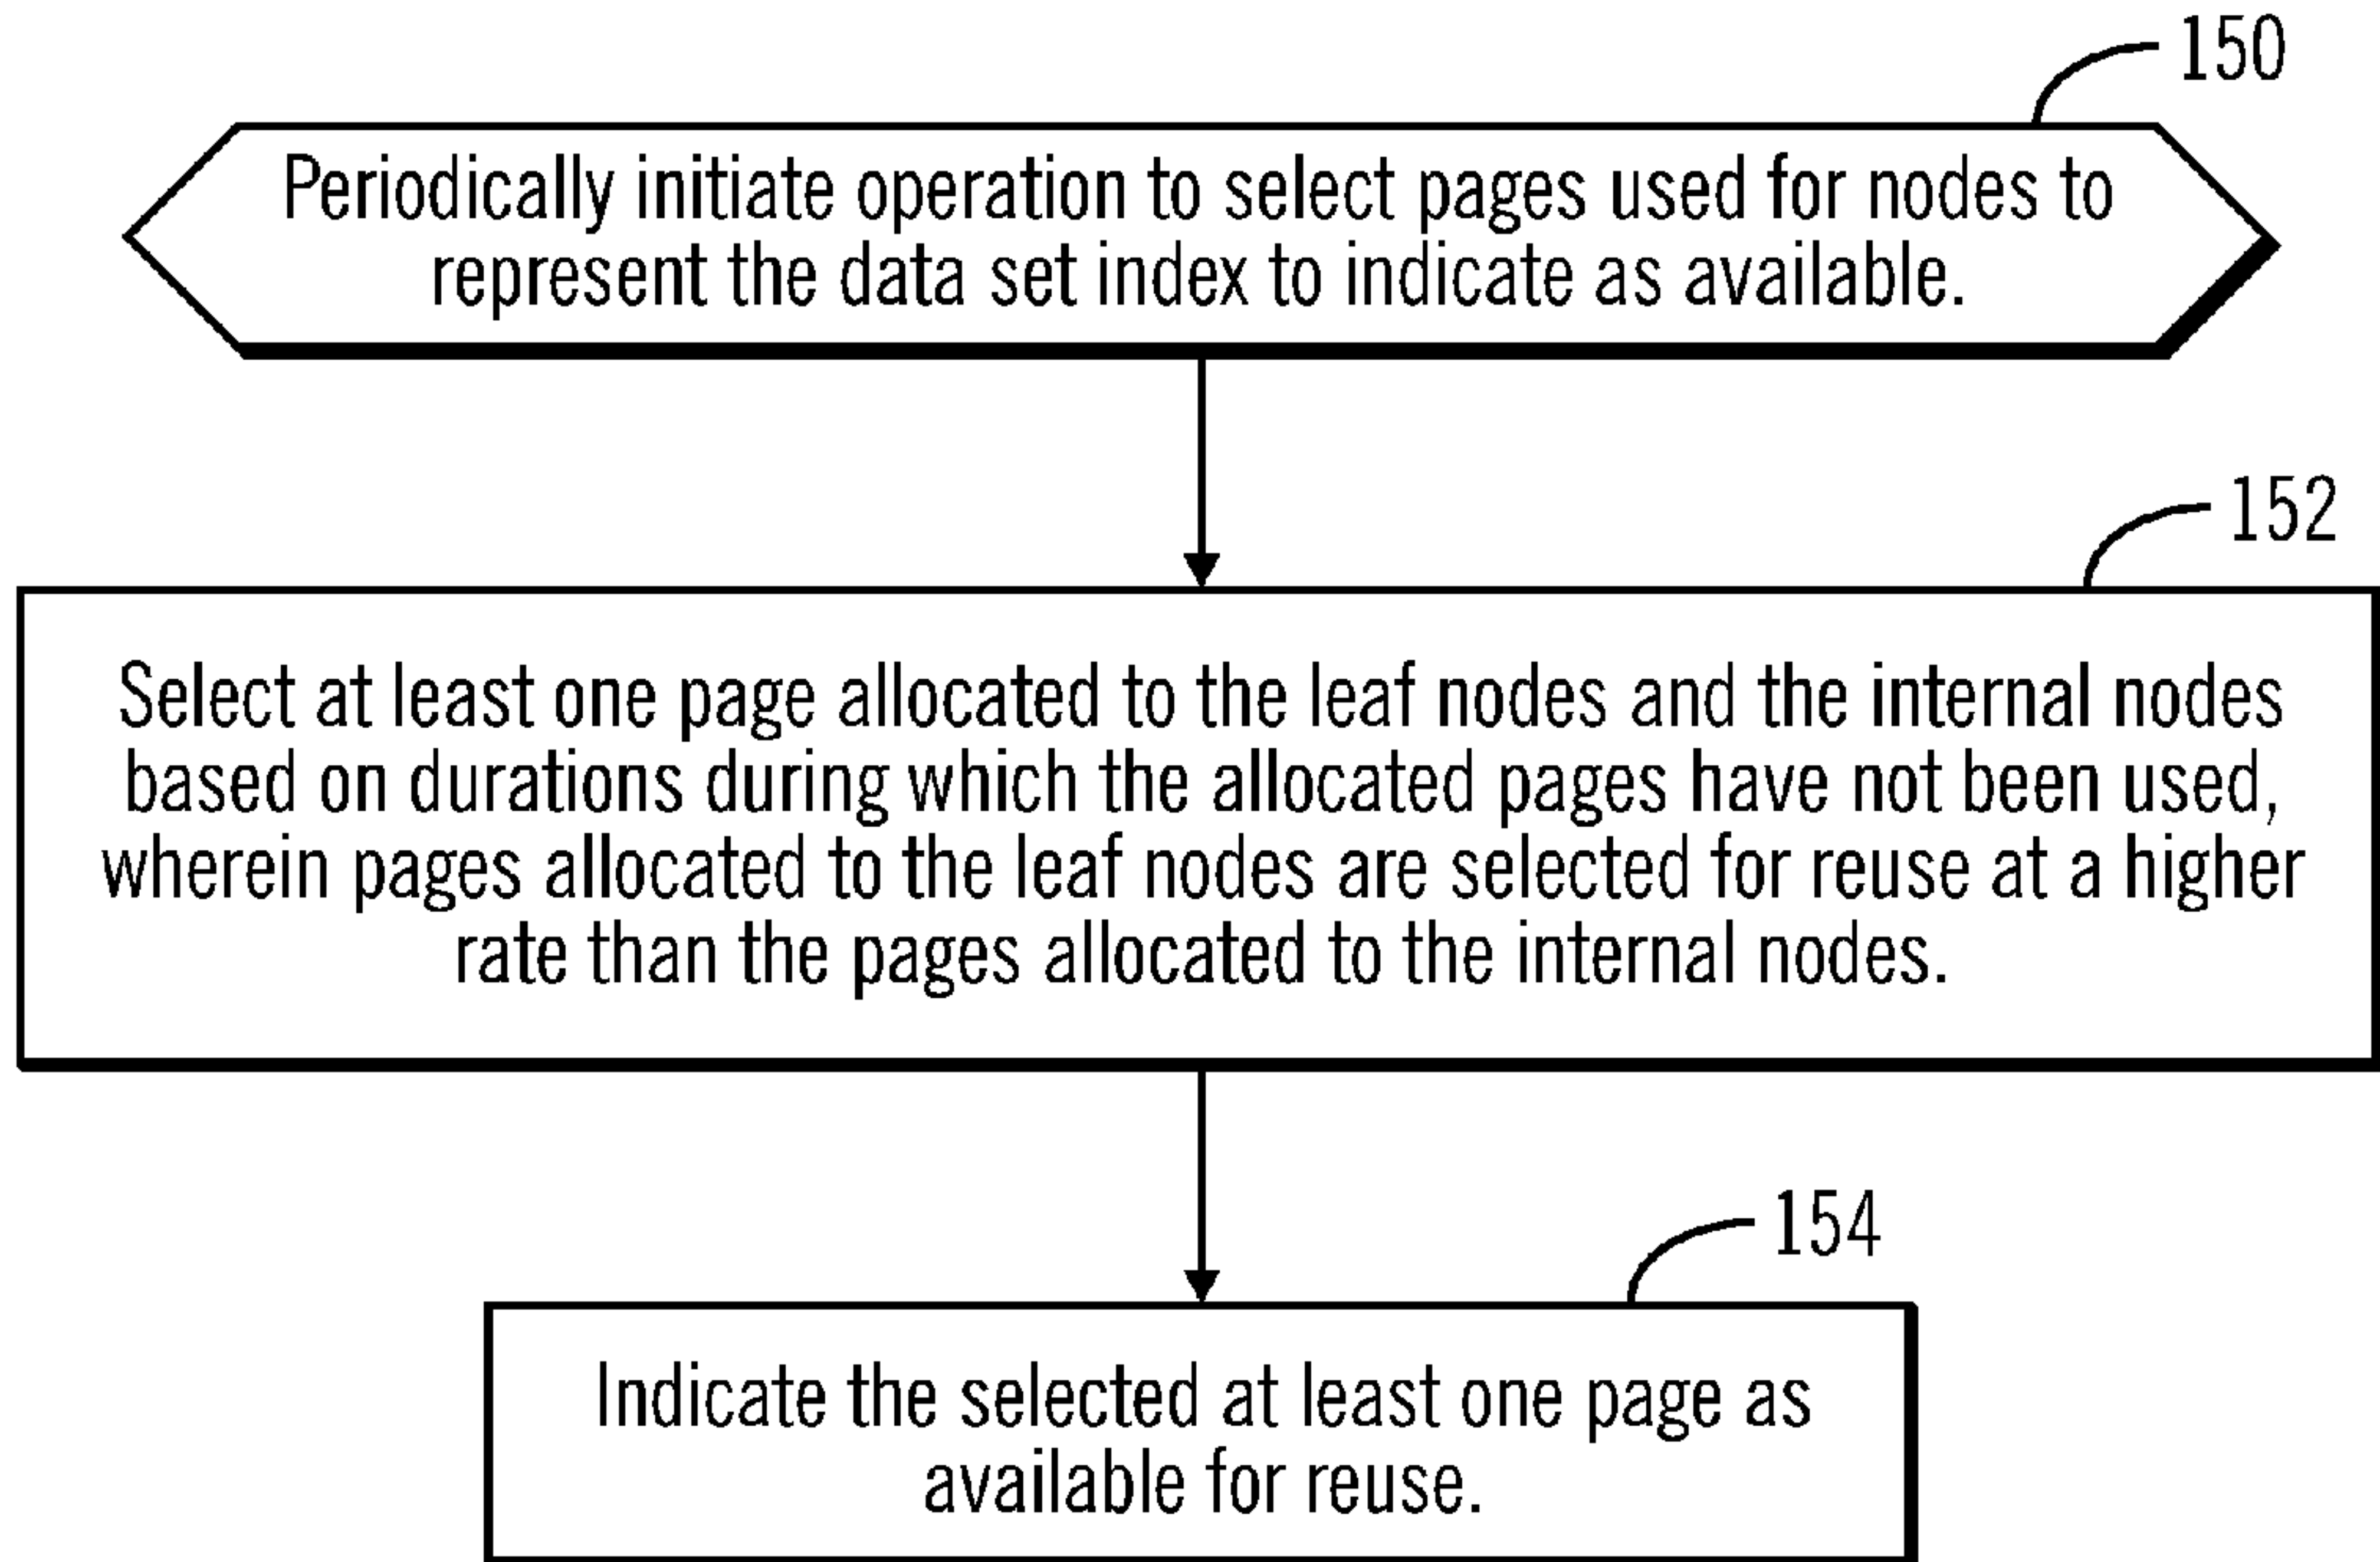 150
Periodically initiate operation to select pages used for nodes to
represent the data set index to indicate as available.
152
Select at least one page allocated to the leaf nodes and the internal nodes
based on durations during which the allocated pages have not been used,
wherein pages allocated to the leaf nodes are selected for reuse at a higher
rate than the pages allocated to the internal nodes.
154
Indicate the selected at least one page as
available for reuse.